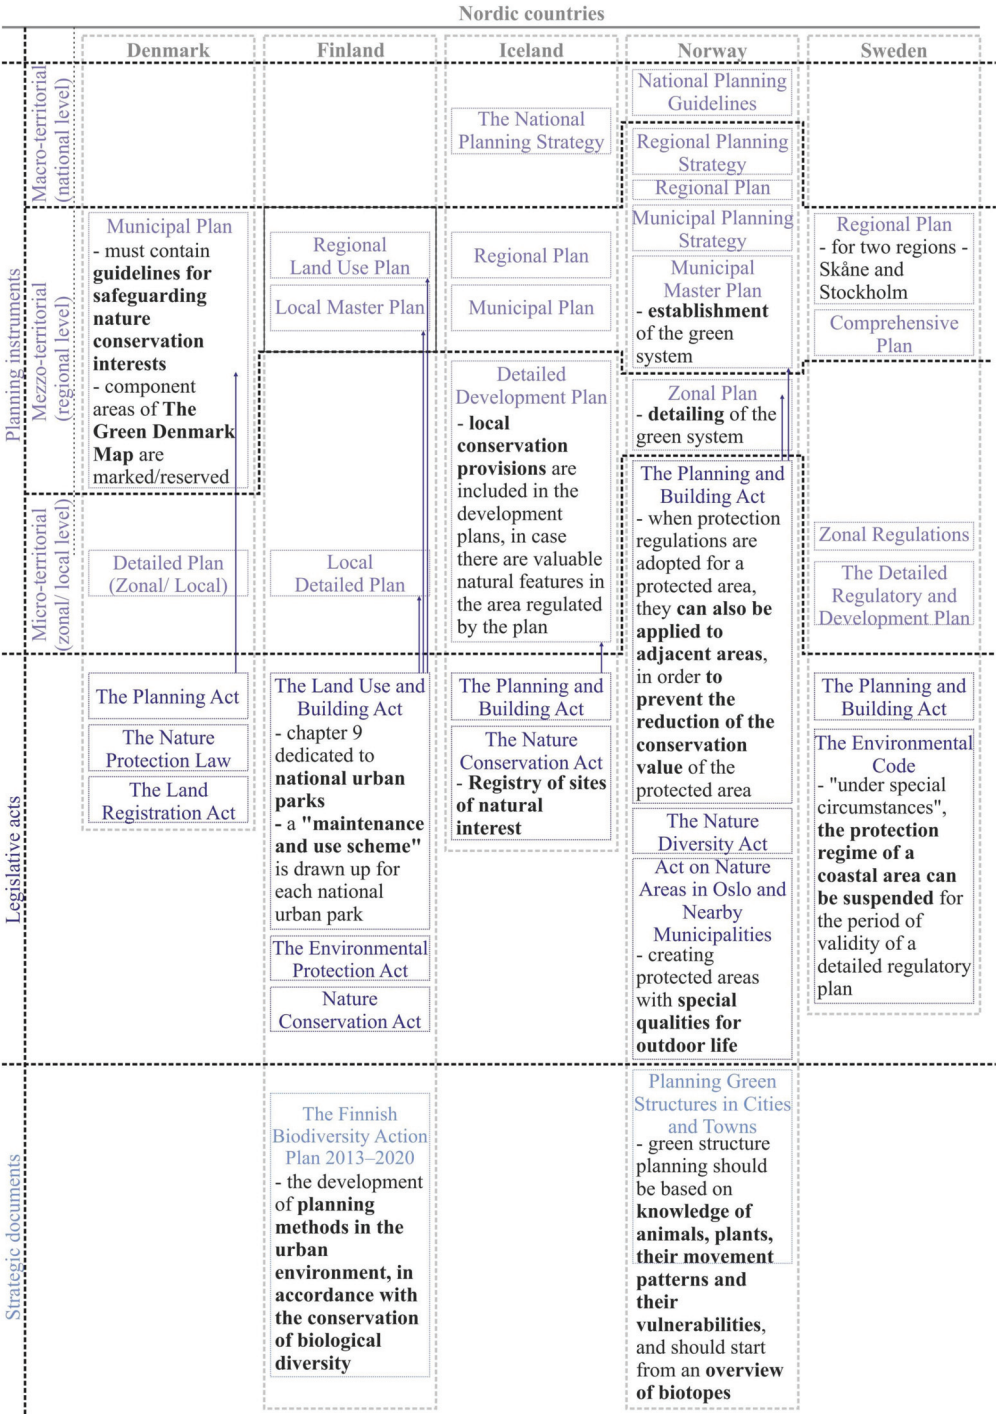 Nordic countries
Denmark
Finland
Iceland
Norway
Sweden
Planning instruments
Macro-territorial
(national level)
Mezzo-territorial
(regional level)
Micro-territorial
(zonal/ local level)
Legislative acts
Strategic documents
Municipal Plan
- must contain
guidelines for
safeguarding
nature
conservation
interests
- component
areas of The
Green Denmark
Map are
marked/reserved
Detailed Plan
(Zonal/ Local)
The Planning Act
The Nature
Protection Law
The Land
Registration Act
Regional
Land Use Plan
Local Master Plan
Local
Detailed Plan
The Land Use and
Building Act
- chapter 9
dedicated to
national urban
parks
- a "maintenance
and use scheme"
is drawn up for
each national
urban park
The Environmental
Protection Act
Nature
Conservation Act
The Finnish
Biodiversity Action
Plan 2013–2020
- the development
of planning
methods in the
urban
environment, in
accordance with
the conservation
of biological
diversity
The National
Planning Strategy
Regional Plan
Municipal Plan
Detailed
Development Plan
- local
conservation
provisions are
included in the
development
plans, in case
there are valuable
natural features in
the area regulated
by the plan
The Planning and
Building Act
The Nature
Conservation Act
- Registry of sites
of natural
interest
National Planning
Guidelines
Regional Planning
Strategy
Regional Plan
Municipal Planning
Strategy
Municipal
Master Plan
- establishment
of the green
system
Zonal Plan
- detailing of the
green system
The Planning and
Building Act
- when protection
regulations are
adopted for a
protected area,
they can also be
applied to
adjacent areas,
in order to
prevent the
reduction of the
conservation
value of the
protected area
The Nature
Diversity Act
Act on Nature
Areas in Oslo and
Nearby
Municipalities
- creating
protected areas
with special
qualities for
outdoor life
Planning Green
Structures in Cities
and Towns
- green structure
planning should
be based on
knowledge of
animals, plants,
their movement
patterns and
their
vulnerabilities,
and should start
from an overview
of biotopes
Regional Plan
- for two regions -
Skåne and
Stockholm
Comprehensive
Plan
Zonal Regulations
The Detailed
Regulatory and
Development Plan
The Planning and
Building Act
The Environmental
Code
- "under special
circumstances",
the protection
regime of a
coastal area can
be suspended for
the period of
validity of a
detailed regulatory
plan